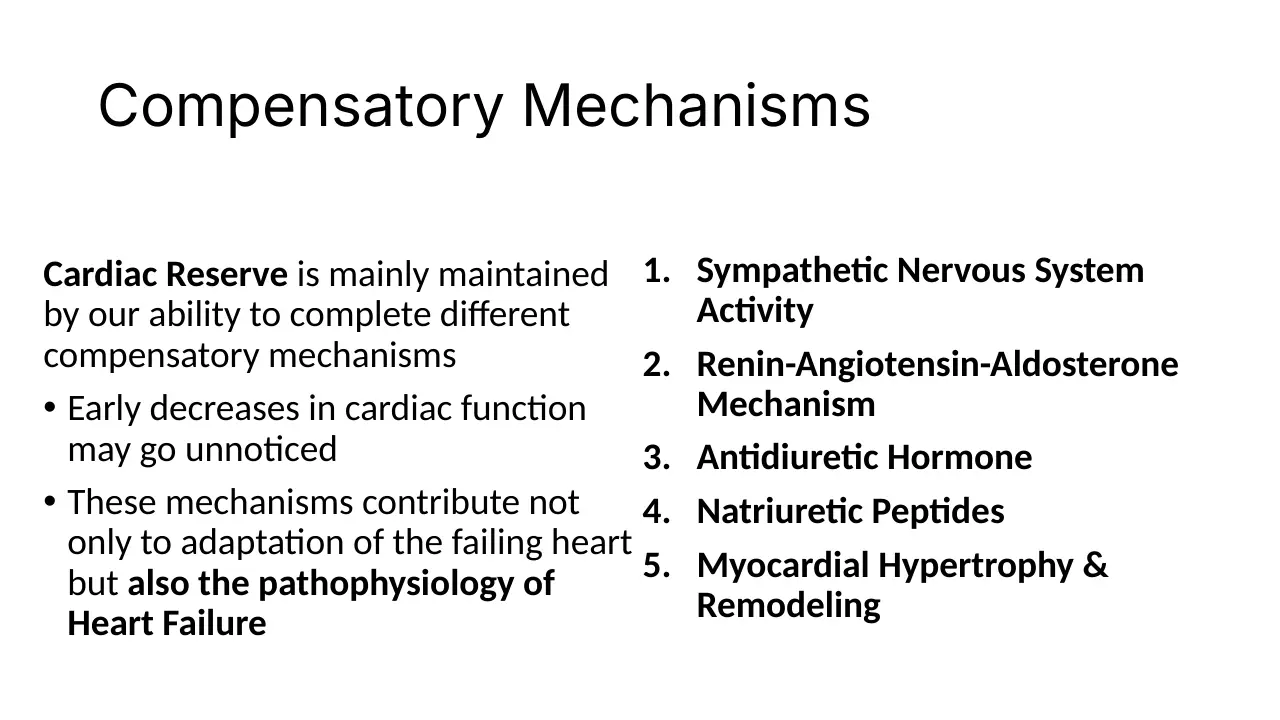 Compensatory Mechanisms
Cardiac Reserve is mainly maintained
by our ability to complete different
compensatory mechanisms
• Early decreases in cardiac function
may go unnoticed
• These mechanisms contribute not
only to adaptation of the failing heart
but also the pathophysiology of
Heart Failure
1. Sympathetic Nervous System
Activity
2. Renin-Angiotensin-Aldosterone
Mechanism
3. Antidiuretic Hormone
4. Natriuretic Peptides
5. Myocardial Hypertrophy &
Remodeling